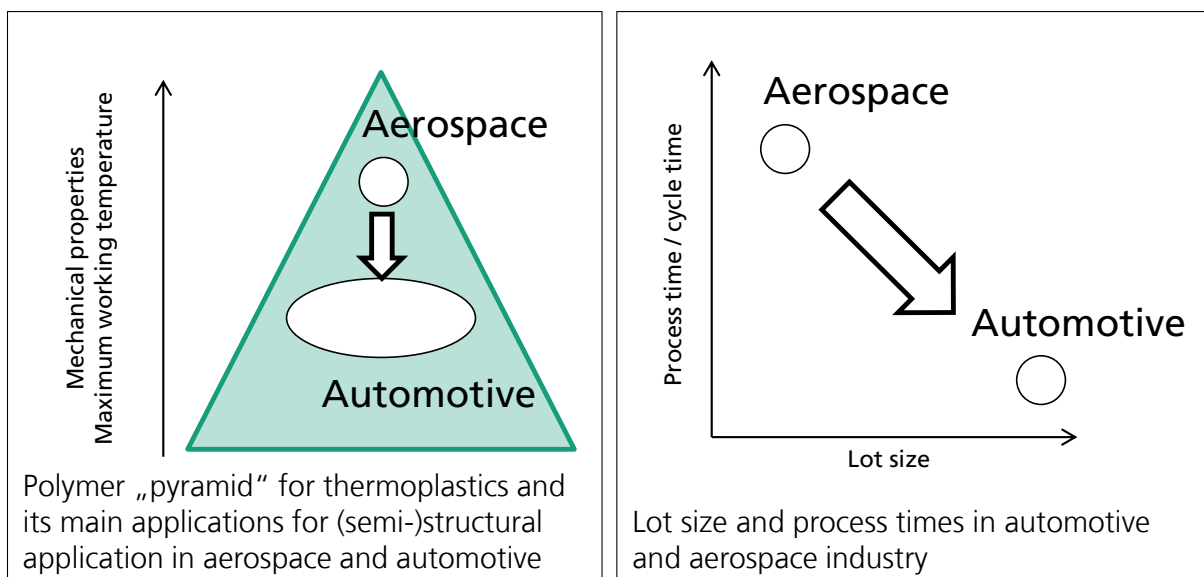 Mechanical properties
Maximum working temperature
Aerospace
Automotive
Polymer „pyramid“ for thermoplastics and
its main applications for (semi-)structural
application in aerospace and automotive
Process time / cycle time
Aerospace
Automotive
Lot size
Lot size and process times in automotive
and aerospace industry